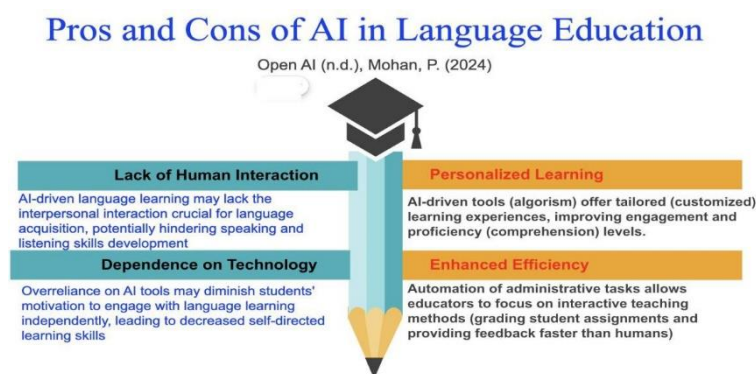 Pros and Cons of AI in Language Education
Open AI (n.d.), Mohan, P. (2024)
Lack of Human Interaction
AI-driven language learning may lack the
interpersonal interaction crucial for language
acquisition, potentially hindering speaking and
listening skills development
Dependence on Technology
Overreliance on AI tools may diminish students'
motivation to engage with language learning
independently, leading to decreased self-directed
learning skills
Personalized Learning
AI-driven tools (algorism) offer tailored (customized)
learning experiences, improving engagement and
proficiency (comprehension) levels.
Enhanced Efficiency
Automation of administrative tasks allows
educators to focus on interactive teaching
methods (grading student assignments and
providing feedback faster than humans)